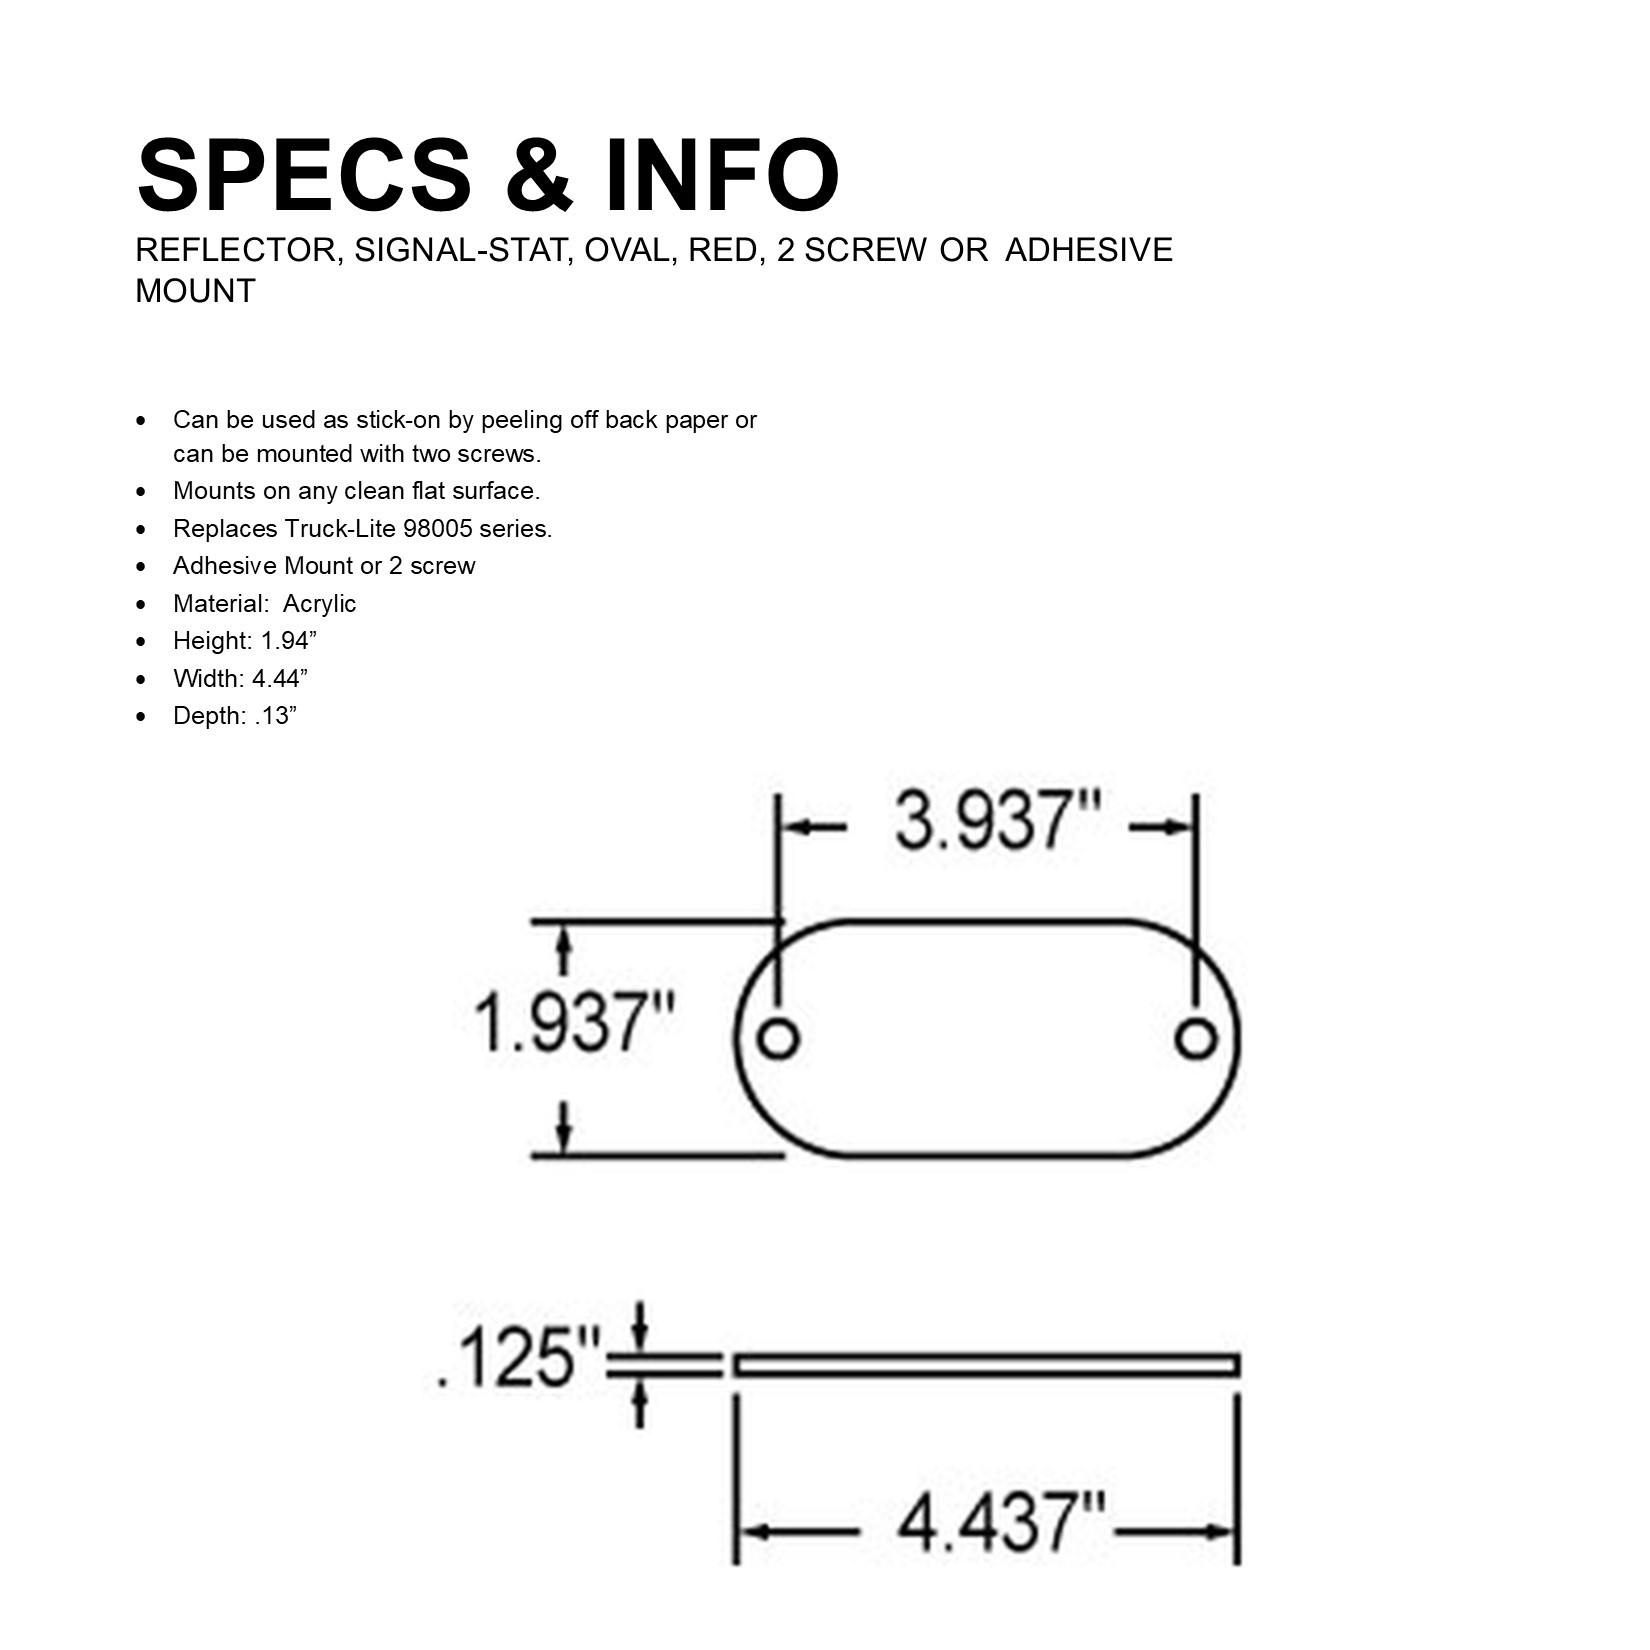 SPECS & INFO
REFLECTOR, SIGNAL-STAT, OVAL, RED, 2 SCREW OR  ADHESIVE
MOUNT
• Can be used as stick-on by peeling off back paper or
can be mounted with two screws.
• Mounts on any clean flat surface.
• Replaces Truck-Lite 98005 series.
• Adhesive Mount or 2 screw
• Material:  Acrylic
• Height: 1.94”
• Width: 4.44”
• Depth: .13”
3.937"
1.937"
.125"
4.437"